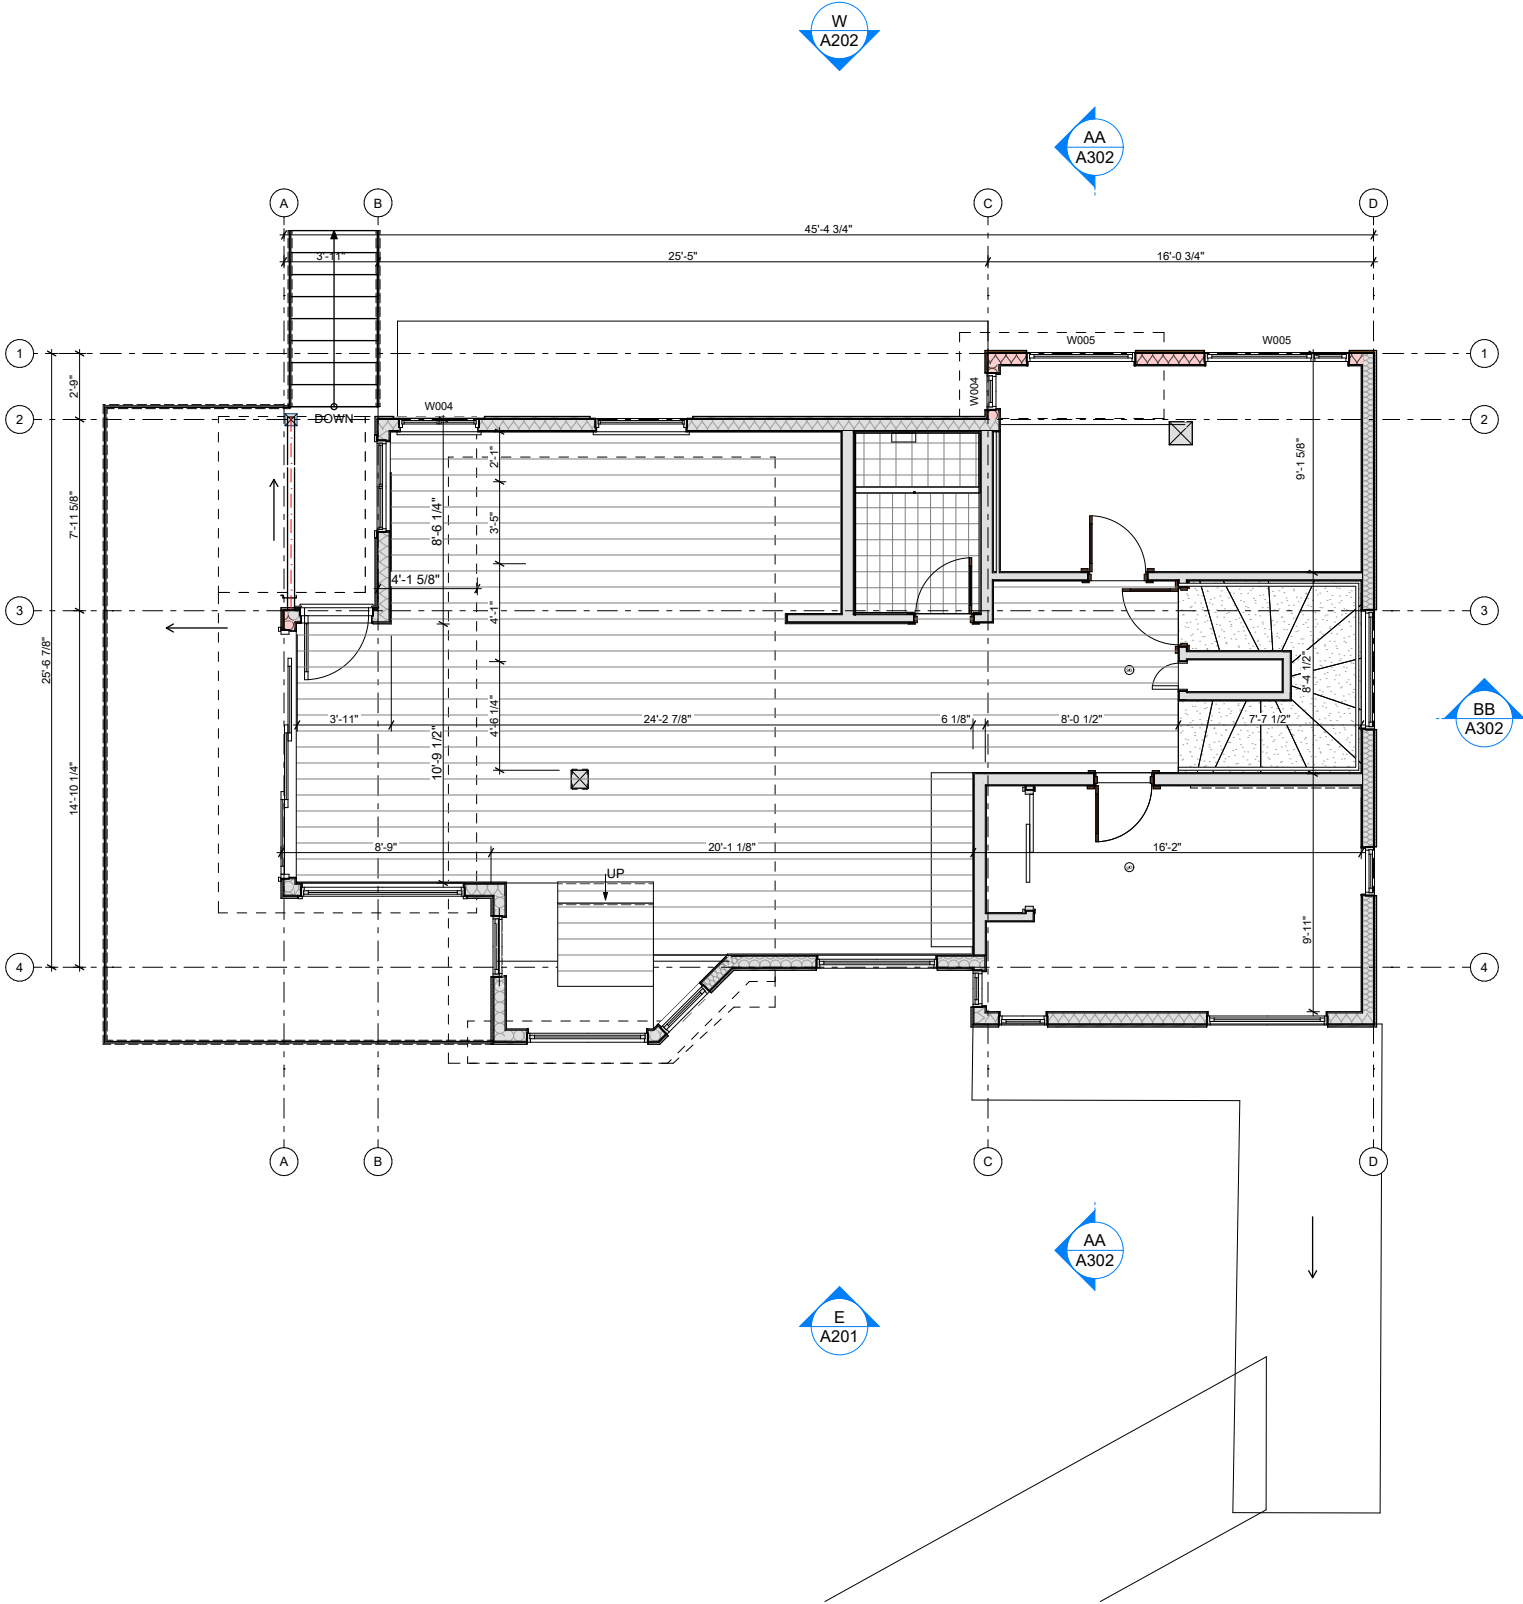 W
A202
AA
A302
A
B
C
D
45'-4 3/4"
3'-11"
25'-5"
16'-0 3/4"
1
W005
W005
1
2'-9"
W004
W004
2
DOWN
2
2'-1"
9'-1 5/8"
7'-11 5/8"
8'-6 1/4"
3'-5"
4'-1 5/8"
4'-1"
3
3
25'-6 7/8"
8'-4 1/2"
4'-6 1/4"
3'-11"
24'-2 7/8"
6 1/8"
8'-0 1/2"
7'-7 1/2"
BB
A302
10'-9 1/2"
14'-10 1/4"
8'-9"
20'-1 1/8"
16'-2"
UP
9'-11"
4
4
A
B
C
D
AA
A302
E
A201